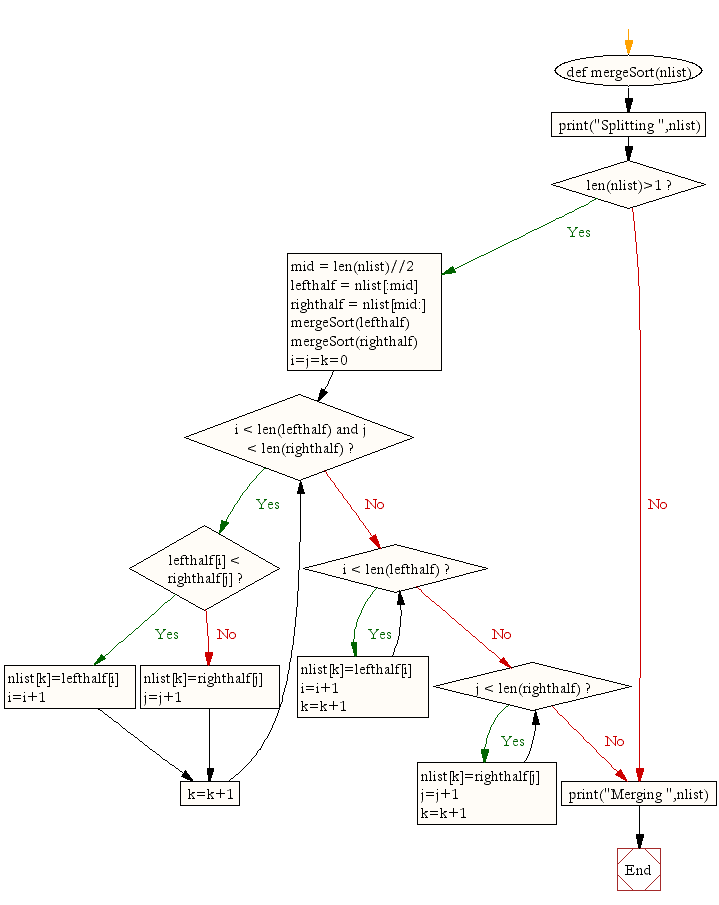 def mergeSort(nlist)
print("Splitting ",nlist)
len(nlist)>1 ?
Yes
mid = len(nlist)//2
lefthalf = nlist[:mid]
righthalf = nlist[mid:]
mergeSort(lefthalf)
mergeSort(righthalf)
i=j=k=0
i < len(lefthalf) and j
< len(righthalf) ?
Yes
No
No
lefthalf[i] <
righthalf[j] ?
i < len(lefthalf) ?
Yes
No
Yes
No
nlist[k]=lefthalf[i]
i=i+1
nlist[k]=righthalf[j]
j=j+1
nlist[k]=lefthalf[i]
i=i+1
k=k+1
j < len(righthalf) ?
Yes
No
k=k+1
nlist[k]=righthalf[j]
j=j+1
k=k+1
print("Merging ",nlist)
End